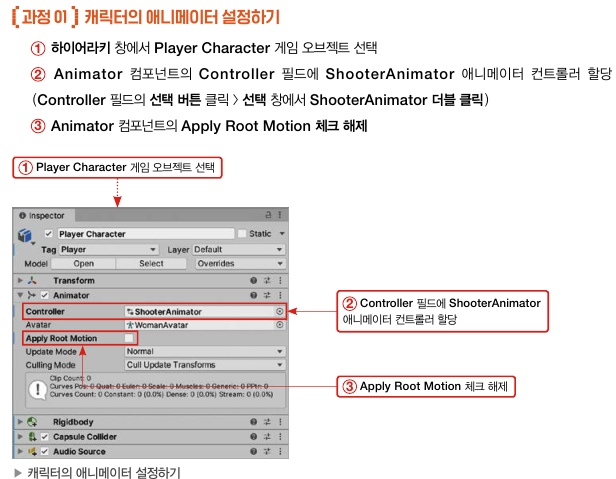 [과정 01] 캐릭터의 애니메이터 설정하기
① 하이어라키 창에서 Player Character 게임 오브젝트 선택
② Animator 컴포넌트의 Controller 필드에 ShooterAnimator 애니메이터 컨트롤러 할당
(Controller 필드의 선택 버튼 클릭 > 선택 창에서 ShooterAnimator 더블 클릭)
③ Animator 컴포넌트의 Apply Root Motion 체크 해제
① Player Character 게임 오브젝트 선택
Inspector
Player Character Static
Tag Player Layer Default
Model Open Select Overrides
Transform
Animator
Controller ShooterAnimator
Avatar WomanAvatar
Apply Root Motion
Update Mode Normal
Culling Mode Cull Update Transforms
Clip Count: 0
Curves Pos: 0 Quat: 0 Euler: 0 Scale: 0 Muscles: 0 Generic: 0 PPtr: 0
Curves Count: 0 Constant: 0 (0.0%) Dense: 0 (0.0%) Stream: 0 (0.0%)
Rigidbody
Capsule Collider
Audio Source
② Controller 필드에 ShooterAnimator
애니메이터 컨트롤러 할당
③ Apply Root Motion 체크 해제
▶ 캐릭터의 애니메이터 설정하기